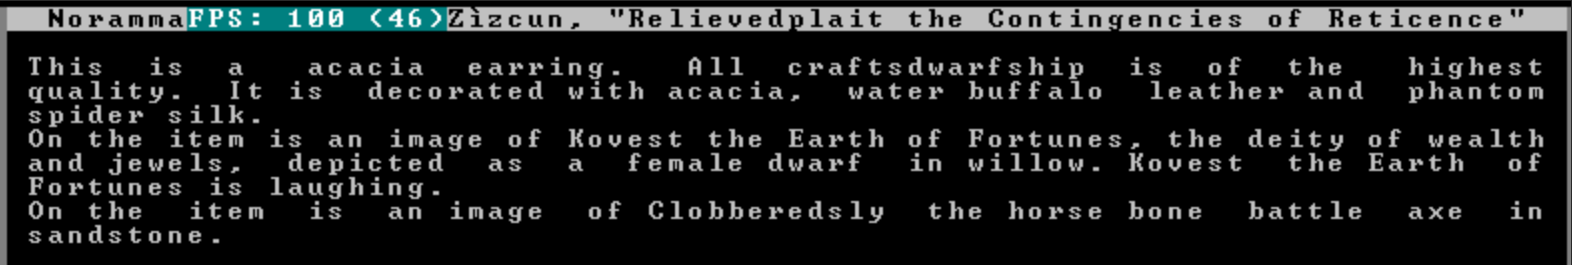 Noramma FPS: 100 (46) Zìzcun, "Relievedplait the Contingencies of Reticence"
This is a acacia earring. All craftsdwarfship is of the highest
quality. It is decorated with acacia, water buffalo leather and phantom
spider silk.
On the item is an image of Kovest the Earth of Fortunes, the deity of wealth
and jewels, depicted as a female dwarf in willow. Kovest the Earth of
Fortunes is laughing.
On the item is an image of Clobberedsly the horse bone battle axe in
sandstone.